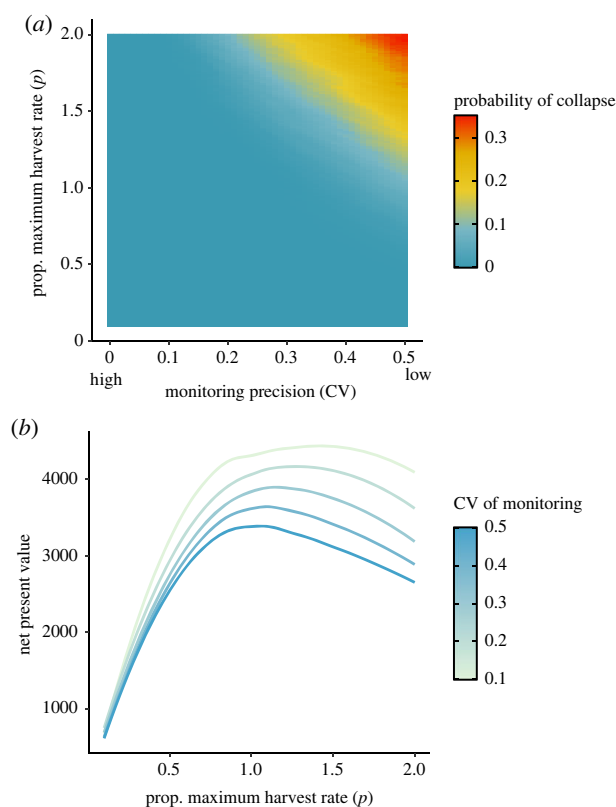 (a)
2.0
1.5
1.0
0.5
0
prop. maximum harvest rate (p)
0 0.1 0.2 0.3 0.4 0.5
high low
monitoring precision (CV)
probability of collapse
0.3
0.2
0.1
0
(b)
4000
3000
2000
1000
net present value
0.5 1.0 1.5 2.0
prop. maximum harvest rate (p)
CV of monitoring
0.5
0.4
0.3
0.2
0.1